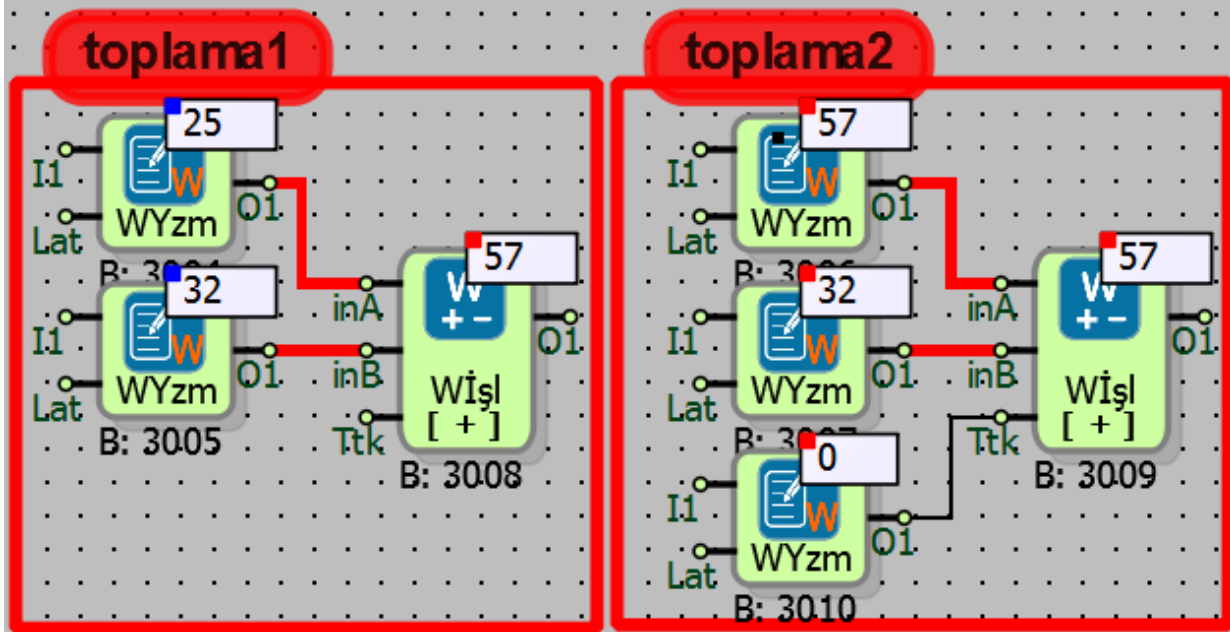 toplama1
25
I1
W
O1
Lat
WYzm
32
I1
W
O1
Lat
WYzm
B: 3005
57
inA
W
+ -
O1
inB
Wİşl
Ttk
[ + ]
B: 3008
toplama2
57
I1
W
O1
Lat
WYzm
32
I1
W
O1
Lat
WYzm
0
I1
W
O1
Lat
WYzm
B: 3010
57
inA
+ -
O1
inB
Wİşl
Ttk
[ + ]
B: 3009